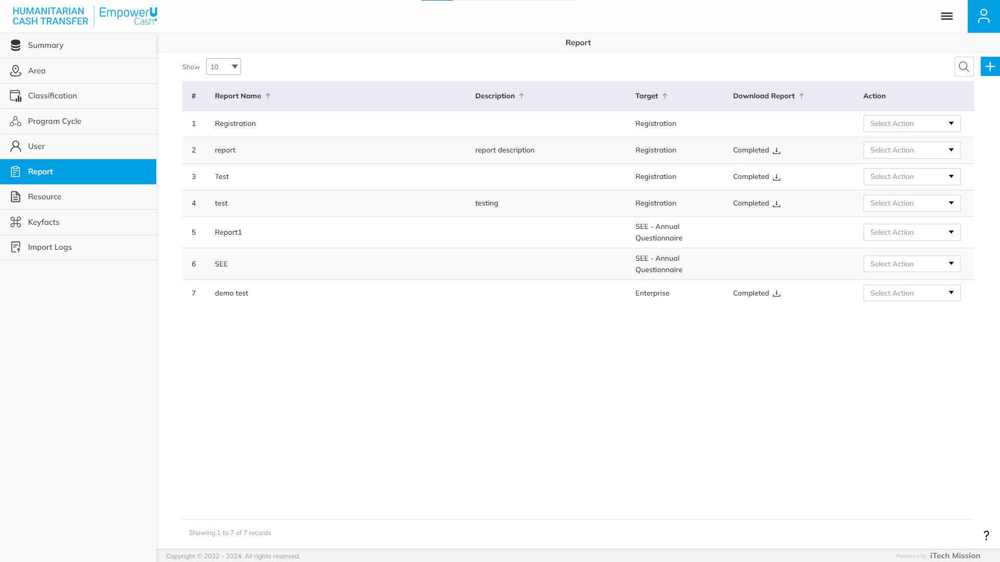 HUMANITARIAN
CASH TRANSFER
EmpowerU
Cash+
Summary
Area
Classification
Program Cycle
User
Report
Resource
Keyfacts
Import Logs
Report
Show 10
# Report Name Description Target Download Report Action
1 Registration Registration Select Action
2 report report description Registration Completed Select Action
3 Test Registration Completed Select Action
4 test testing Registration Completed Select Action
5 Report1 SEE - Annual Questionnaire Select Action
6 SEE SEE - Annual Questionnaire Select Action
7 demo test Enterprise Completed Select Action
Showing 1 to 7 of 7 records
?
Copyright © 2022 - 2024. All rights reserved.
Powered by iTech Mission